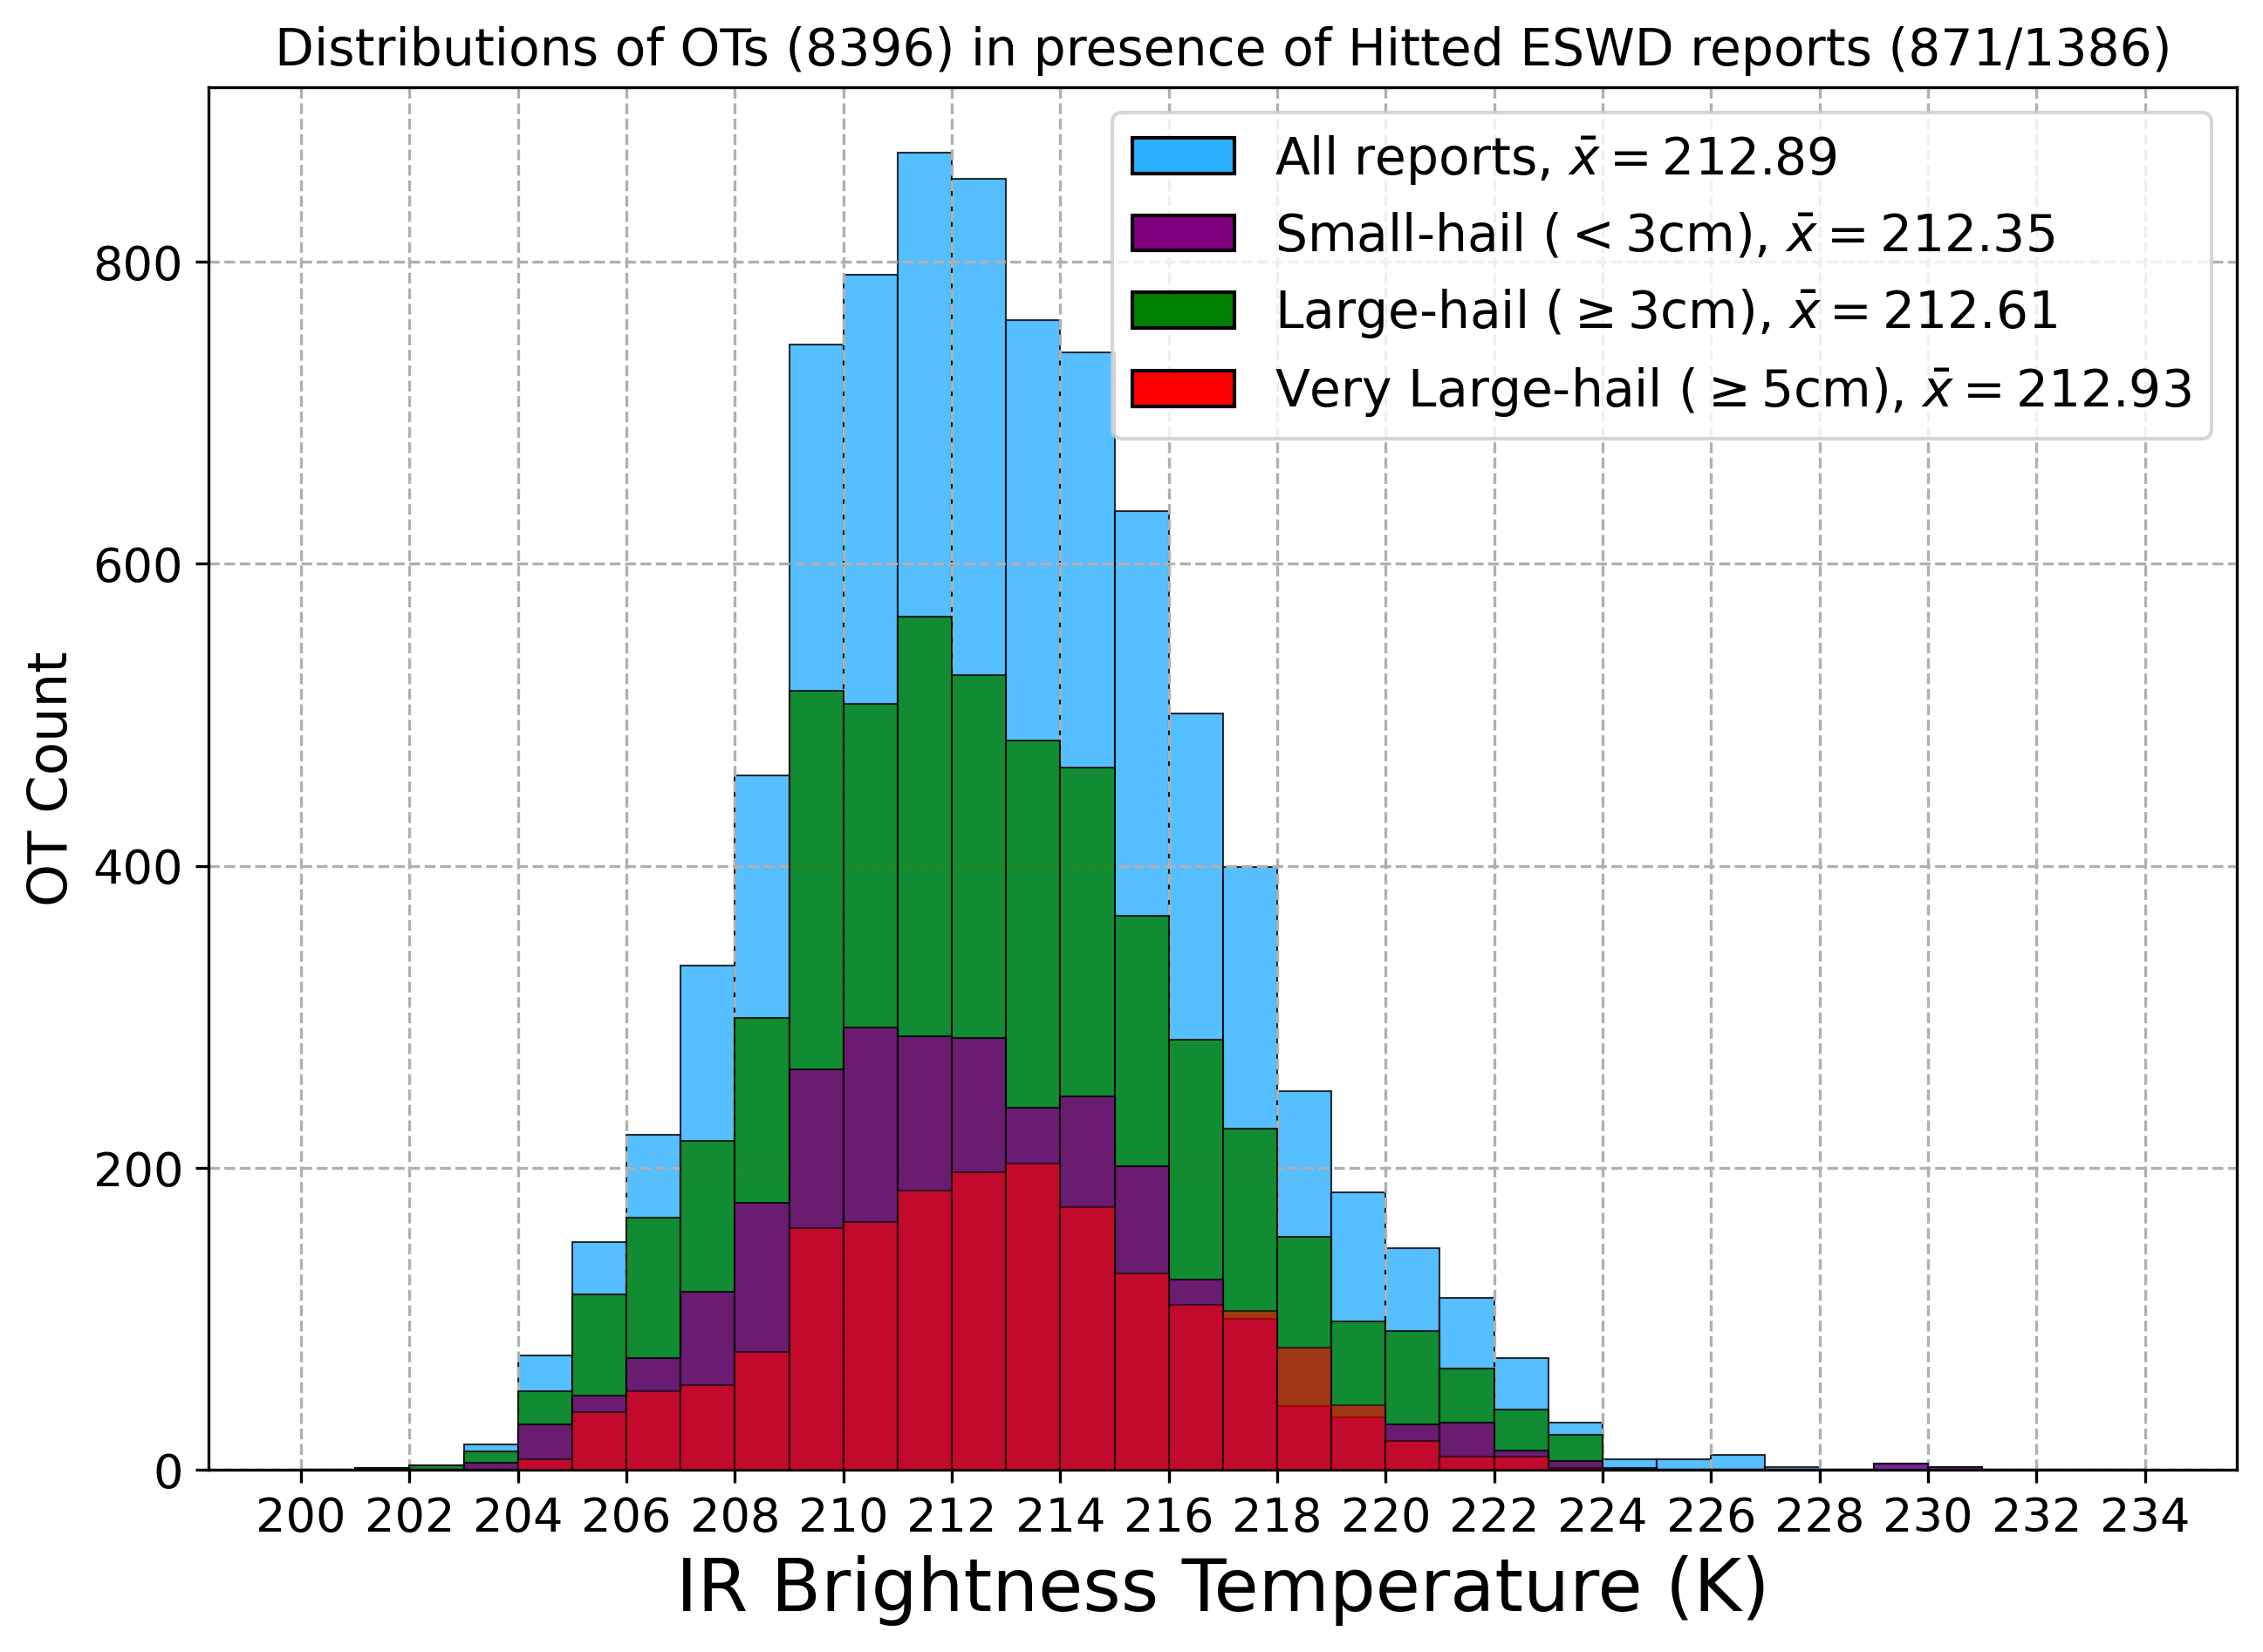 Distributions of OTs (8396) in presence of Hitted ESWD reports (871/1386)
All reports, x̄ = 212.89
Small-hail ( < 3cm), x̄ = 212.35
Large-hail ( ≥ 3cm), x̄ = 212.61
Very Large-hail ( ≥ 5cm), x̄ = 212.93
OT Count
800
600
400
200
0
200 202 204 206 208 210 212 214 216 218 220 222 224 226 228 230 232 234
IR Brightness Temperature (K)